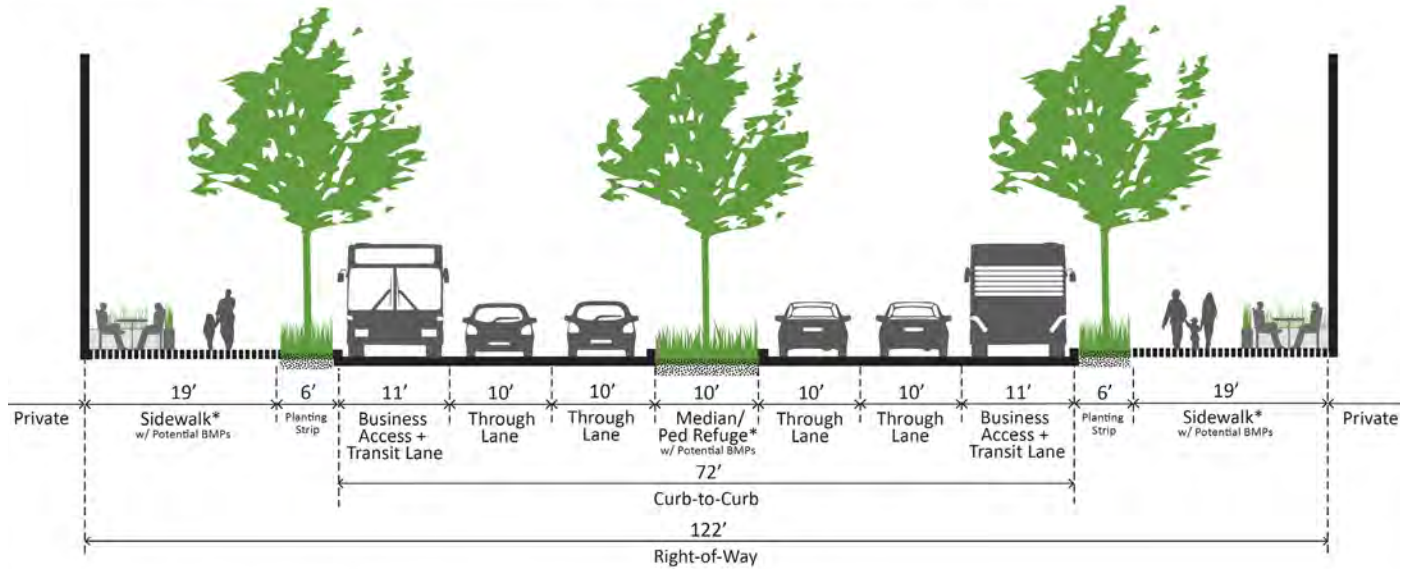 19’ 6’ 11’ 10’ 10’ 10’ 10’ 10’ 11’ 6’ 19’
Private
Sidewalk*
w/ Potential BMPs
Planting
Strip
Business
Access +
Transit Lane
Through
Lane
Through
Lane
Median/
Ped Refuge*
w/ Potential BMPs
Through
Lane
Through
Lane
Business
Access +
Transit Lane
Planting
Strip
Sidewalk*
w/ Potential BMPs
Private
72’
Curb-to-Curb
122’
Right-of-Way